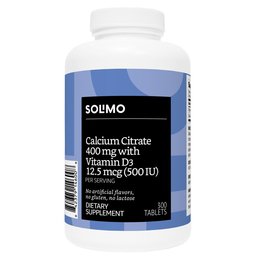 SOLIMO
Calcium Citrate
400 mg with
Vitamin D3
12.5 mcg (500 IU)
PER SERVING
No artificial flavors,
no gluten, no lactose
DIETARY
SUPPLEMENT
300
TABLETS